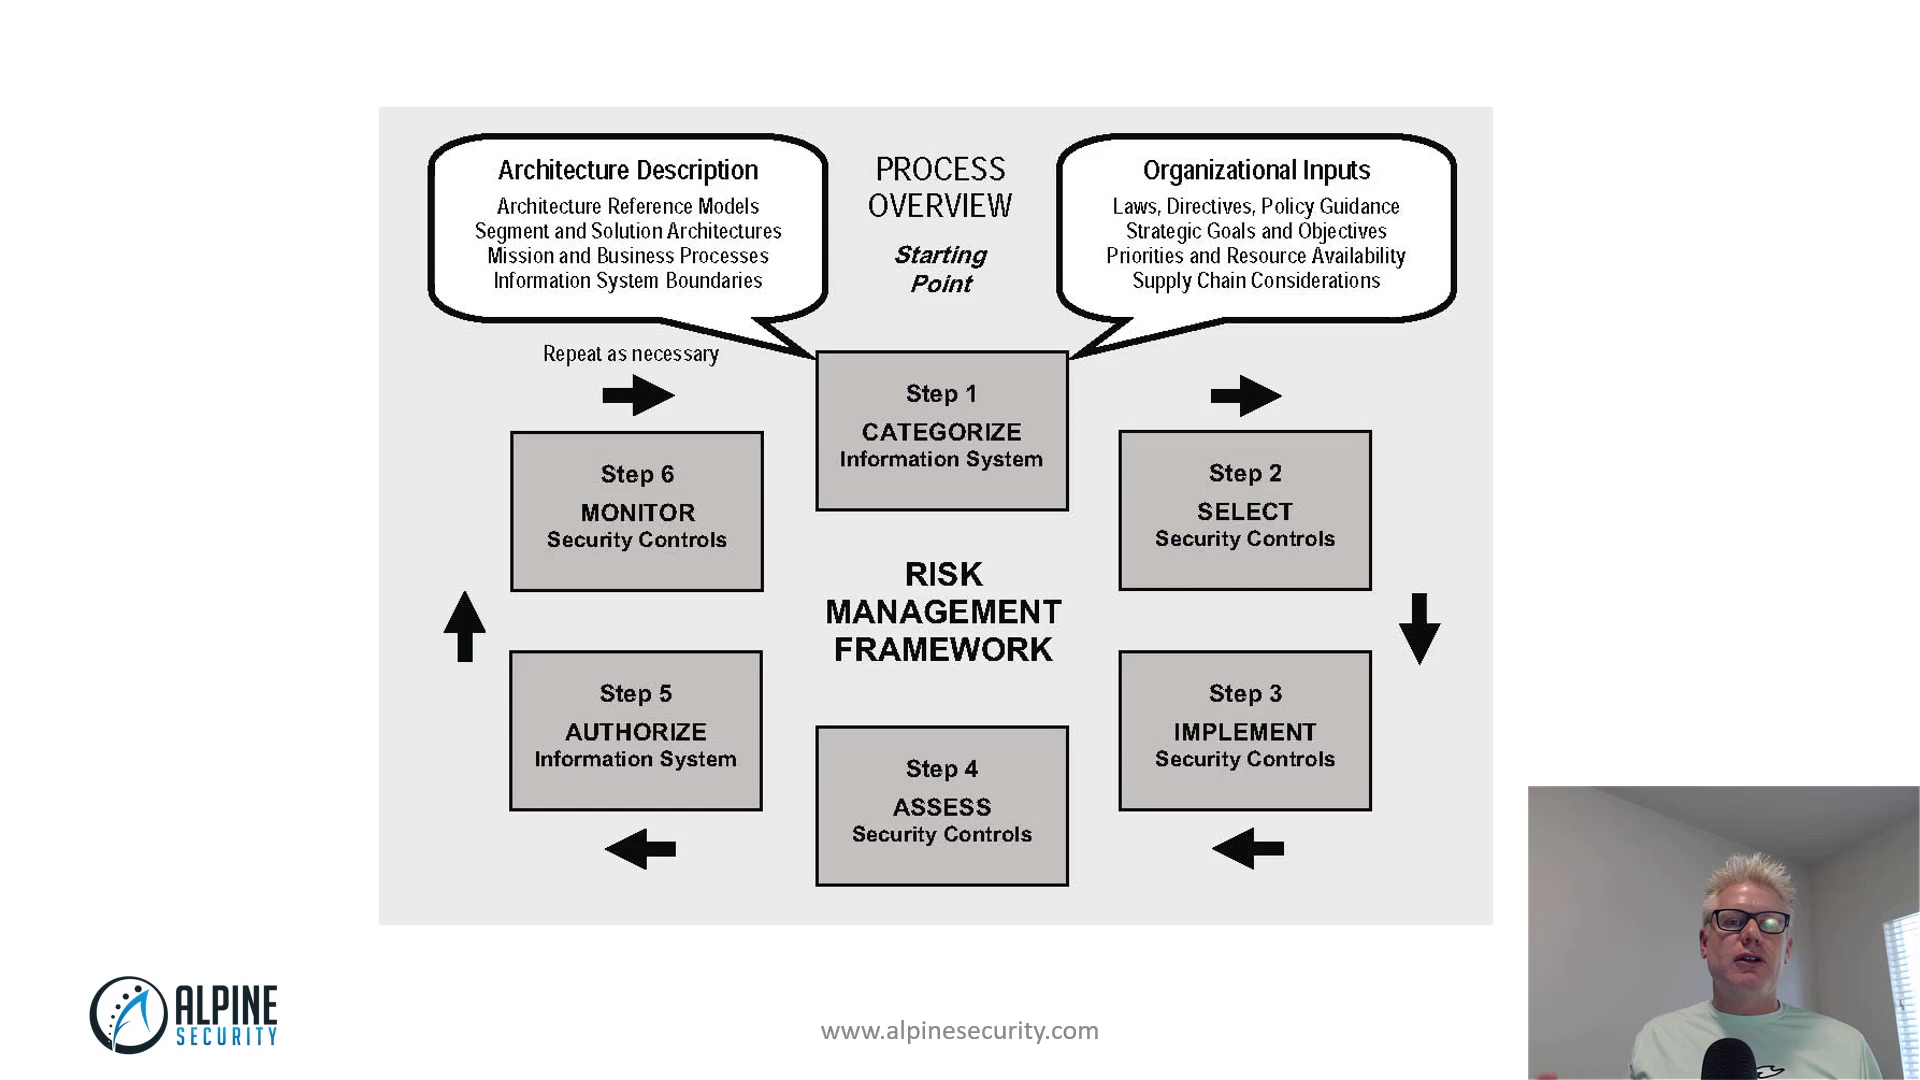 Architecture Description
Architecture Reference Models
Segment and Solution Architectures
Mission and Business Processes
Information System Boundaries
PROCESS
OVERVIEW
Starting
Point
Organizational Inputs
Laws, Directives, Policy Guidance
Strategic Goals and Objectives
Priorities and Resource Availability
Supply Chain Considerations
Repeat as necessary
Step 1
CATEGORIZE
Information System
Step 2
SELECT
Security Controls
Step 3
IMPLEMENT
Security Controls
Step 4
ASSESS
Security Controls
Step 5
AUTHORIZE
Information System
Step 6
MONITOR
Security Controls
RISK
MANAGEMENT
FRAMEWORK
ALPINE
SECURITY
www.alpinesecurity.com